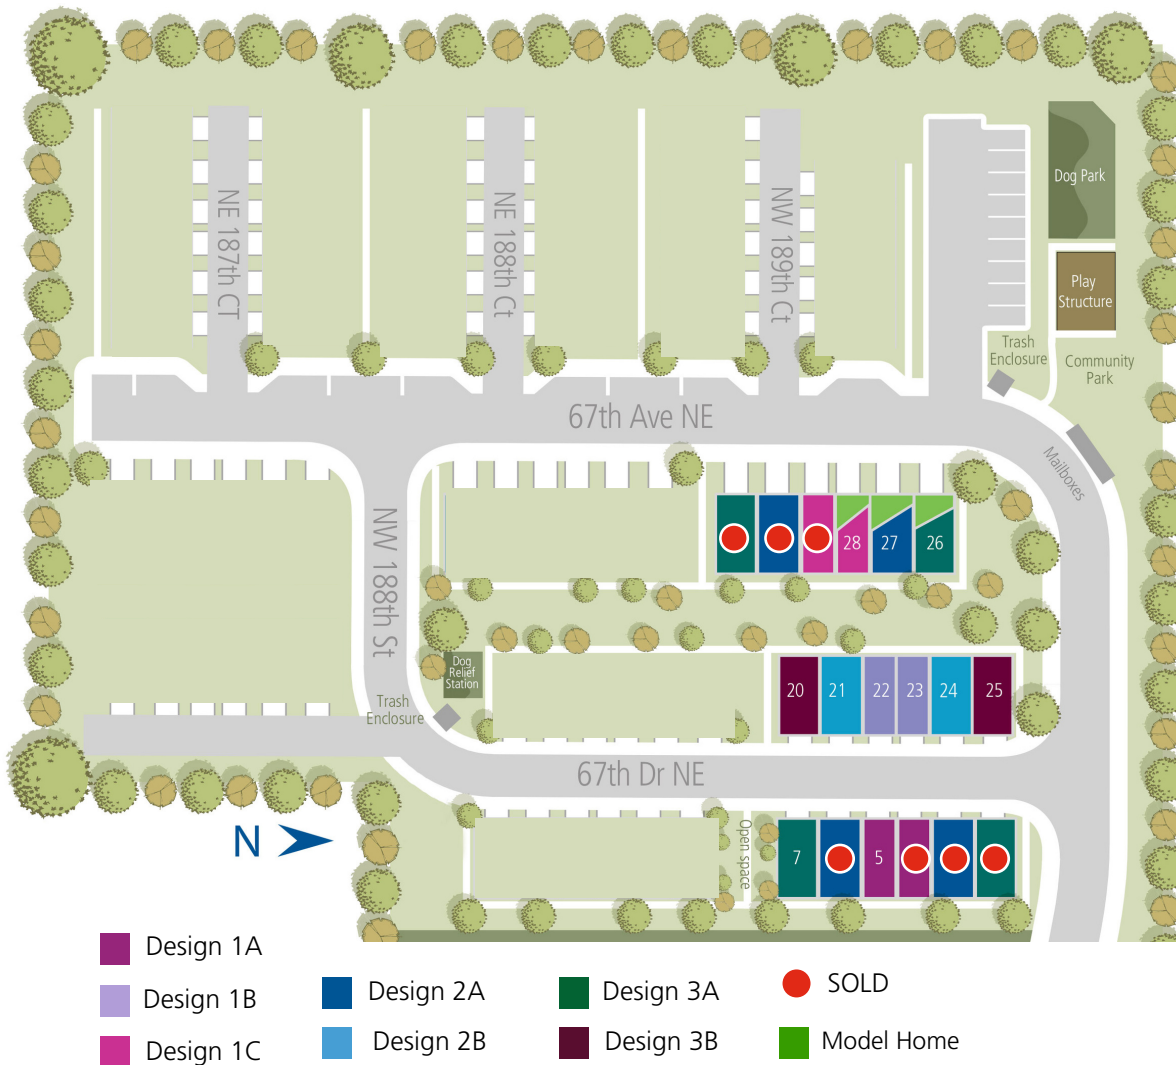 Dog Park
NE 187th CT
NE 188th Ct
NW 189th Ct
Play
Structure
Trash
Enclosure
Community
Park
67th Ave NE
Mailboxes
NW 188th St
28
27
26
Dog
Relief
Station
20
21
22
23
24
25
Trash
Enclosure
67th Dr NE
N
Open space
7
5
Design 1A
Design 1B
Design 1C
Design 2A
Design 2B
Design 3A
Design 3B
SOLD
Model Home